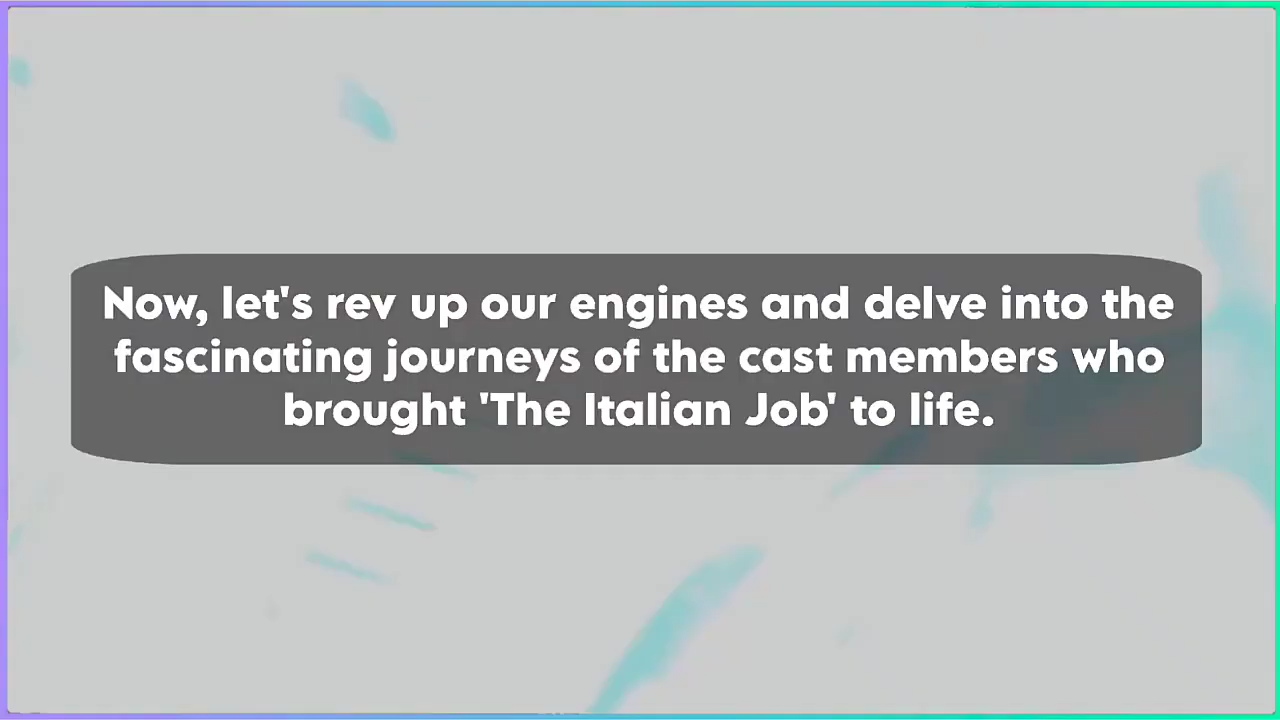 Now, let's rev up our engines and delve into the
fascinating journeys of the cast members who
brought 'The Italian Job' to life.